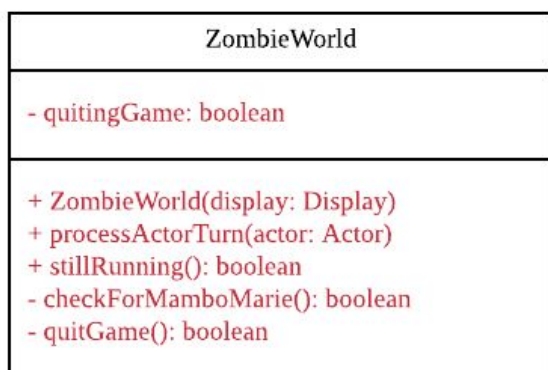 ZombieWorld
- quitingGame: boolean
+ ZombieWorld(display: Display)
+ processActorTurn(actor: Actor)
+ stillRunning(): boolean
- checkForMamboMarie(): boolean
- quitGame(): boolean